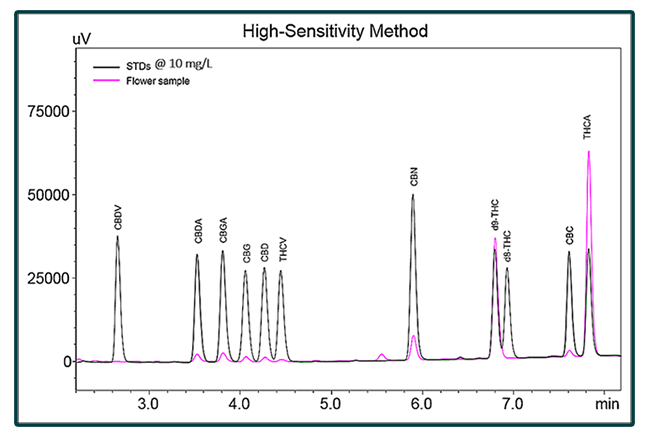 High-Sensitivity Method
uV
STDs @ 10 mg/L
Flower sample
75000
50000
25000
0
CBDV
CBDA
CBGA
CBG
CBD
THCV
CBN
d9-THC
d8-THC
CBC
THCA
3.0 4.0 5.0 6.0 7.0 min